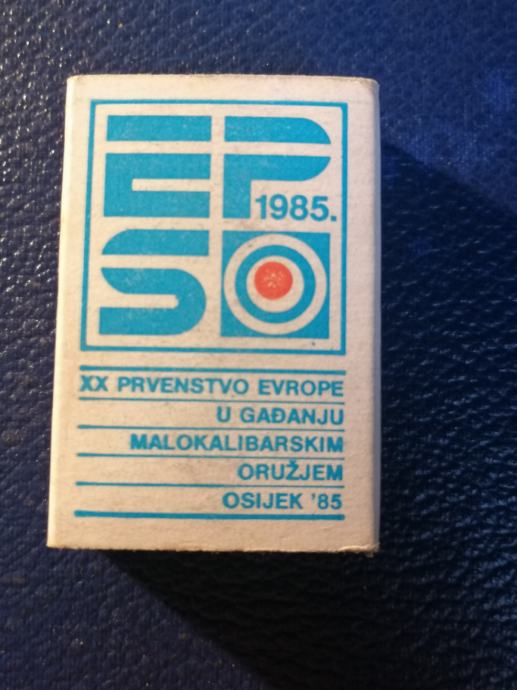 EP
1985.
SO
XX PRVENSTVO EVROPE
U GAĐANJU
MALOKALIBARSKIM
ORUŽJEM
OSIJEK '85